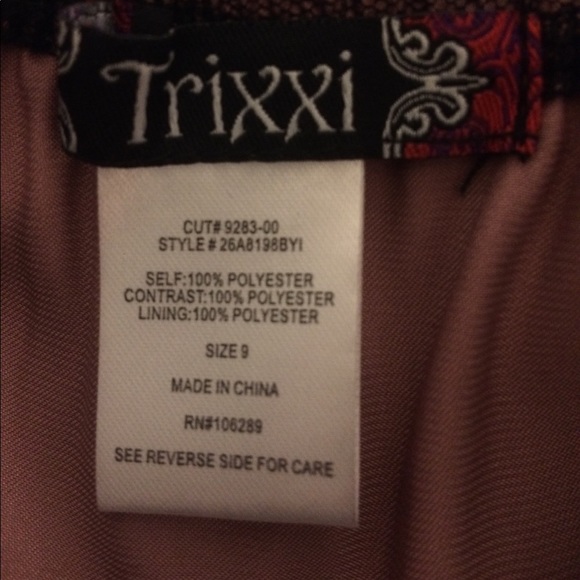 Trixxi
CUT# 9283-00
STYLE # 26A8198BYI
SELF:100% POLYESTER
CONTRAST:100% POLYESTER
LINING:100% POLYESTER
SIZE 9
MADE IN CHINA
RN#106289
SEE REVERSE SIDE FOR CARE